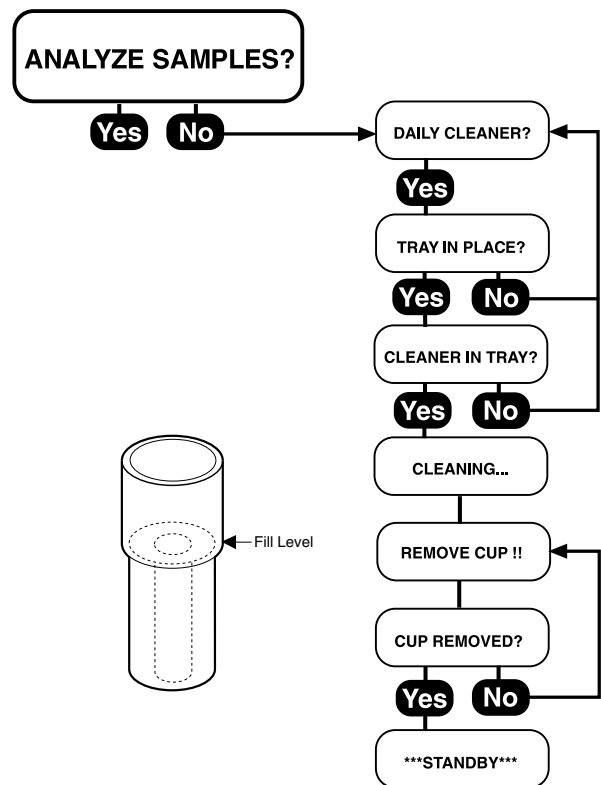 ANALYZE SAMPLES?
Yes No
DAILY CLEANER?
Yes
TRAY IN PLACE?
Yes No
CLEANER IN TRAY?
Yes No
CLEANING...
Fill Level
REMOVE CUP !!
CUP REMOVED?
Yes No
***STANDBY***